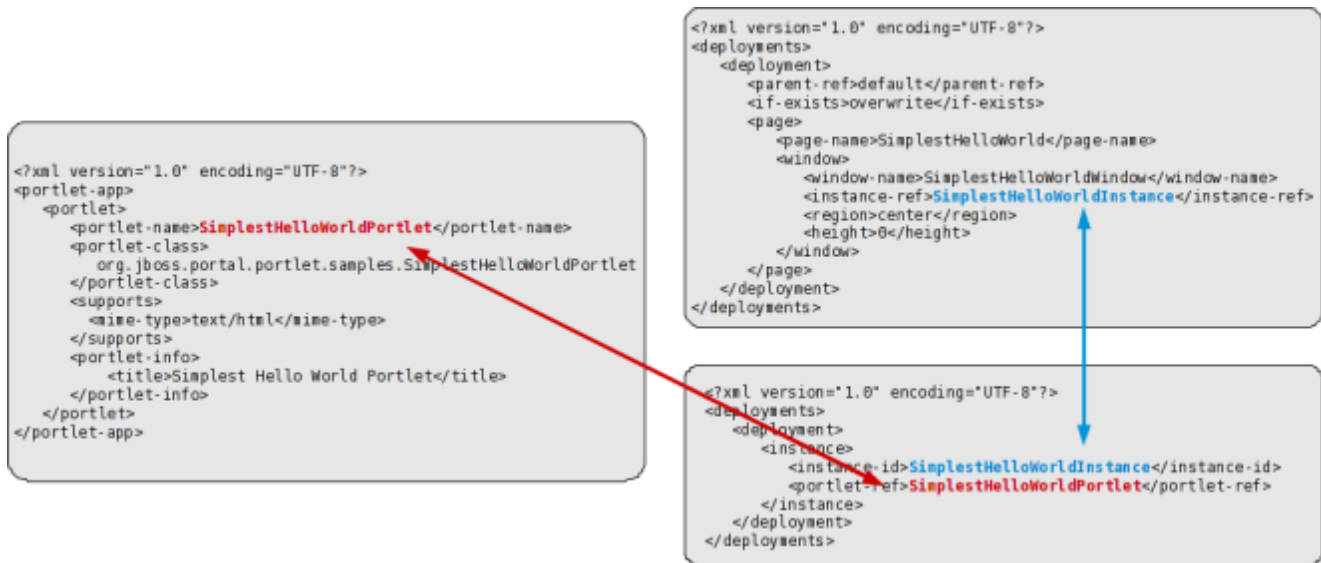 <?xml version="1.0" encoding="UTF-8"?>
<portlet-app>
<portlet>
<portlet-name>SimplestHelloWorldPortlet</portlet-name>
<portlet-class>
org.jboss.portal.portlet.samples.SimplestHelloWorldPortlet
</portlet-class>
<supports>
<mime-type>text/html</mime-type>
</supports>
<portlet-info>
<title>Simplest Hello World Portlet</title>
</portlet-info>
</portlet>
</portlet-app>
<?xml version="1.0" encoding="UTF-8"?>
<deployments>
<deployment>
<parent-ref>default</parent-ref>
<if-exists>overwrite</if-exists>
<page>
<page-name>SimplestHelloWorld</page-name>
<window>
<window-name>SimplestHelloWorldWindow</window-name>
<instance-ref>SimplestHelloWorldInstance</instance-ref>
<region>center</region>
<height>0</height>
</window>
</page>
</deployment>
</deployments>
<?xml version="1.0" encoding="UTF-8"?>
<deployments>
<deployment>
<instance>
<instance-id>SimplestHelloWorldInstance</instance-id>
<portlet-ref>SimplestHelloWorldPortlet</portlet-ref>
</instance>
</deployment>
</deployments>